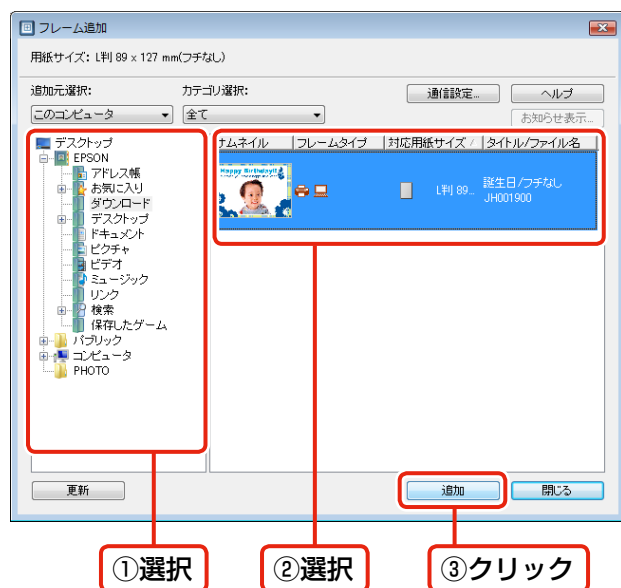 フレーム追加
用紙サイズ: L判 89 x 127 mm(フチなし)
追加元選択:
カテゴリ選択:
通信設定...
ヘルプ
このコンピュータ
全て
お知らせ表示...
デスクトップ
EPSON
アドレス帳
お気に入り
ダウンロード
デスクトップ
ドキュメント
ピクチャ
ビデオ
ミュージック
リンク
検索
保存したゲーム
パブリック
コンピュータ
PHOTO
サムネイル
フレームタイプ
対応用紙サイズ
タイトル/ファイル名
Happy Birthday!!
L判 89...
誕生日/フチなし
JH001900
更新
追加
閉じる
①選択
②選択
③クリック